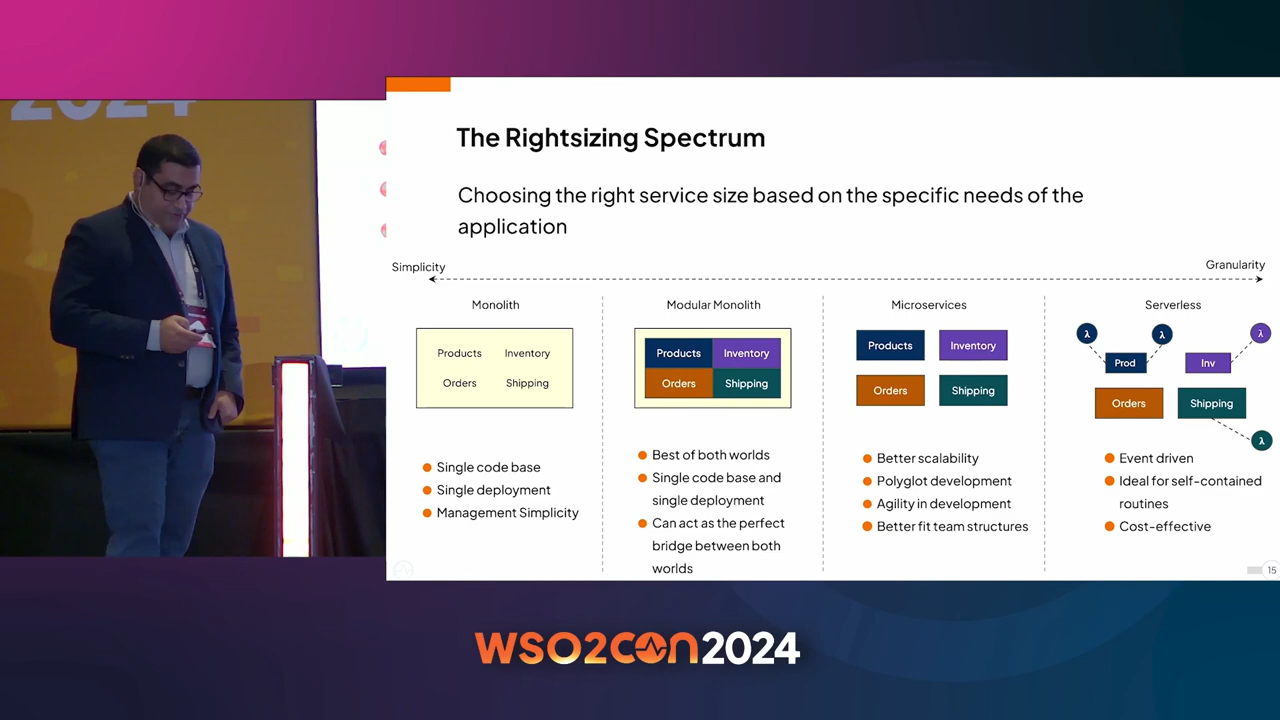 2024
The Rightsizing Spectrum
Choosing the right service size based on the specific needs of the
application
Simplicity
Granularity
Monolith
Products Inventory
Orders Shipping
Single code base
Single deployment
Management Simplicity
Modular Monolith
Products Inventory
Orders Shipping
Best of both worlds
Single code base and
single deployment
Can act as the perfect
bridge between both
worlds
Microservices
Products Inventory
Orders Shipping
Better scalability
Polyglot development
Agility in development
Better fit team structures
Serverless
λ λ λ
Prod Inv
Orders Shipping
λ
Event driven
Ideal for self-contained
routines
Cost-effective
15
WSO2CON2024